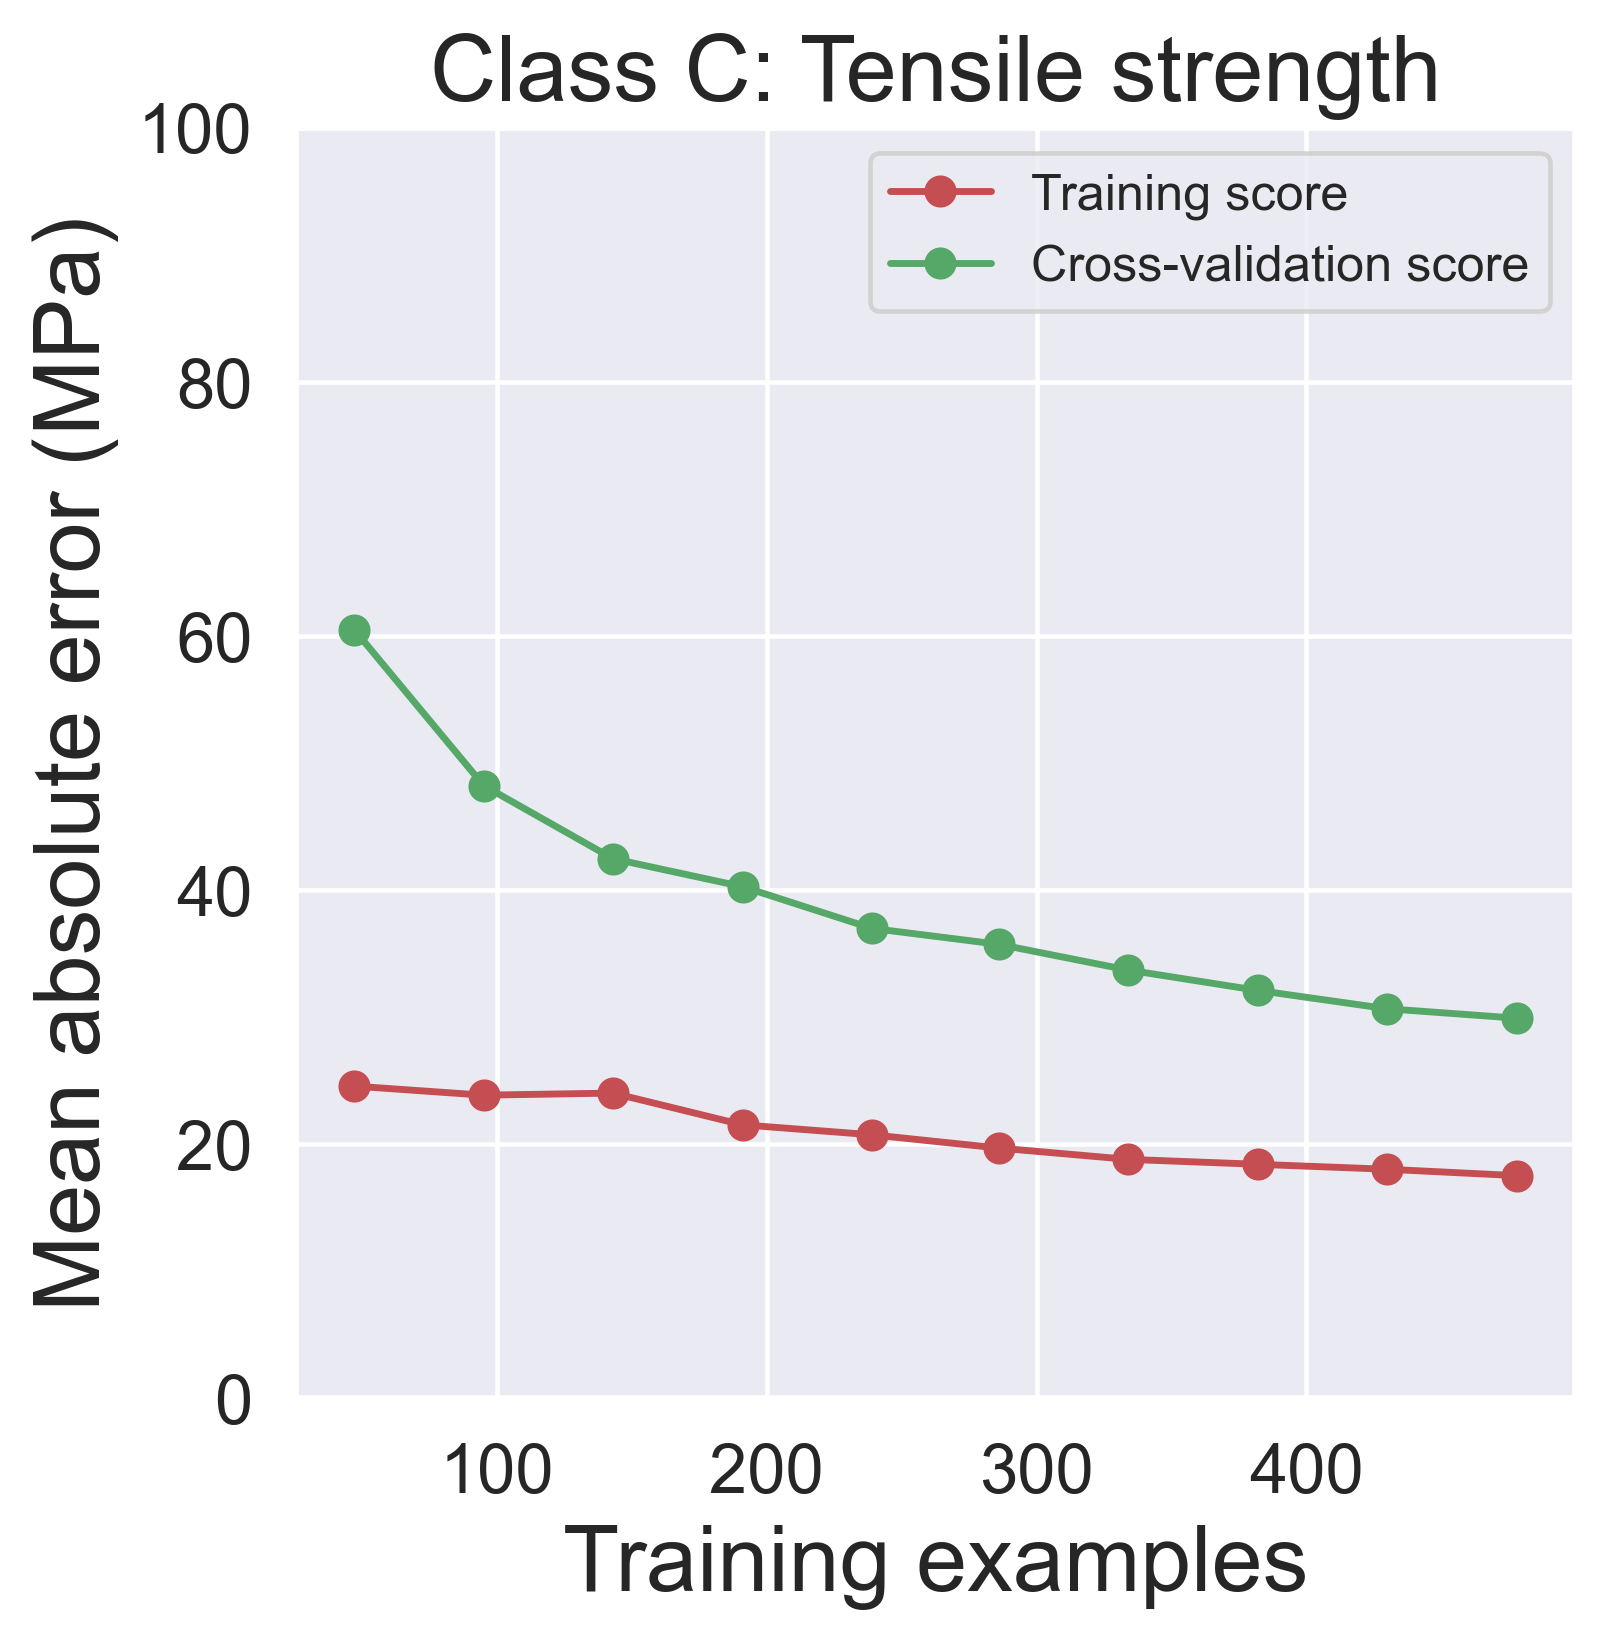 Class C: Tensile strength
100
80
60
40
20
0
Mean absolute error (MPa)
Training score
Cross-validation score
100 200 300 400
Training examples